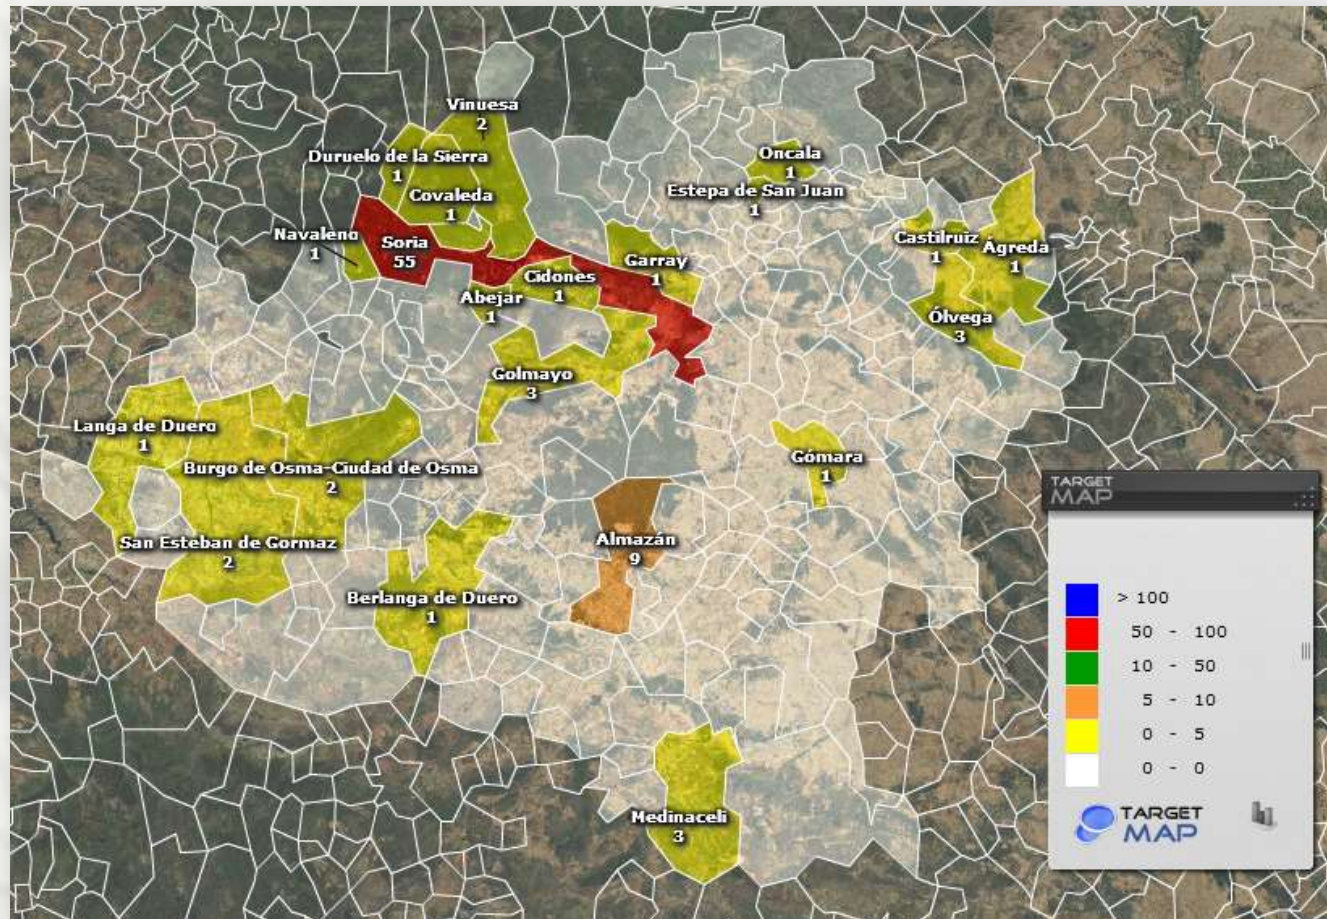 Vinuesa
2
Duruelo de la Sierra
1
Covaleda
1
Oncala
1
Estepa de San Juan
1
Navaleno
1
Soria
55
Castilruiz
1
Ágreda
1
Garray
1
Cidones
1
Abejar
1
Ólvega
3
Golmayo
3
Langa de Duero
1
Burgo de Osma-Ciudad de Osma
2
Gómara
1
San Esteban de Gormaz
2
Almazán
9
Berlanga de Duero
1
Medinaceli
3
TARGET
MAP
> 100
50 - 100
10 - 50
5 - 10
0 - 5
0 - 0
TARGET
MAP